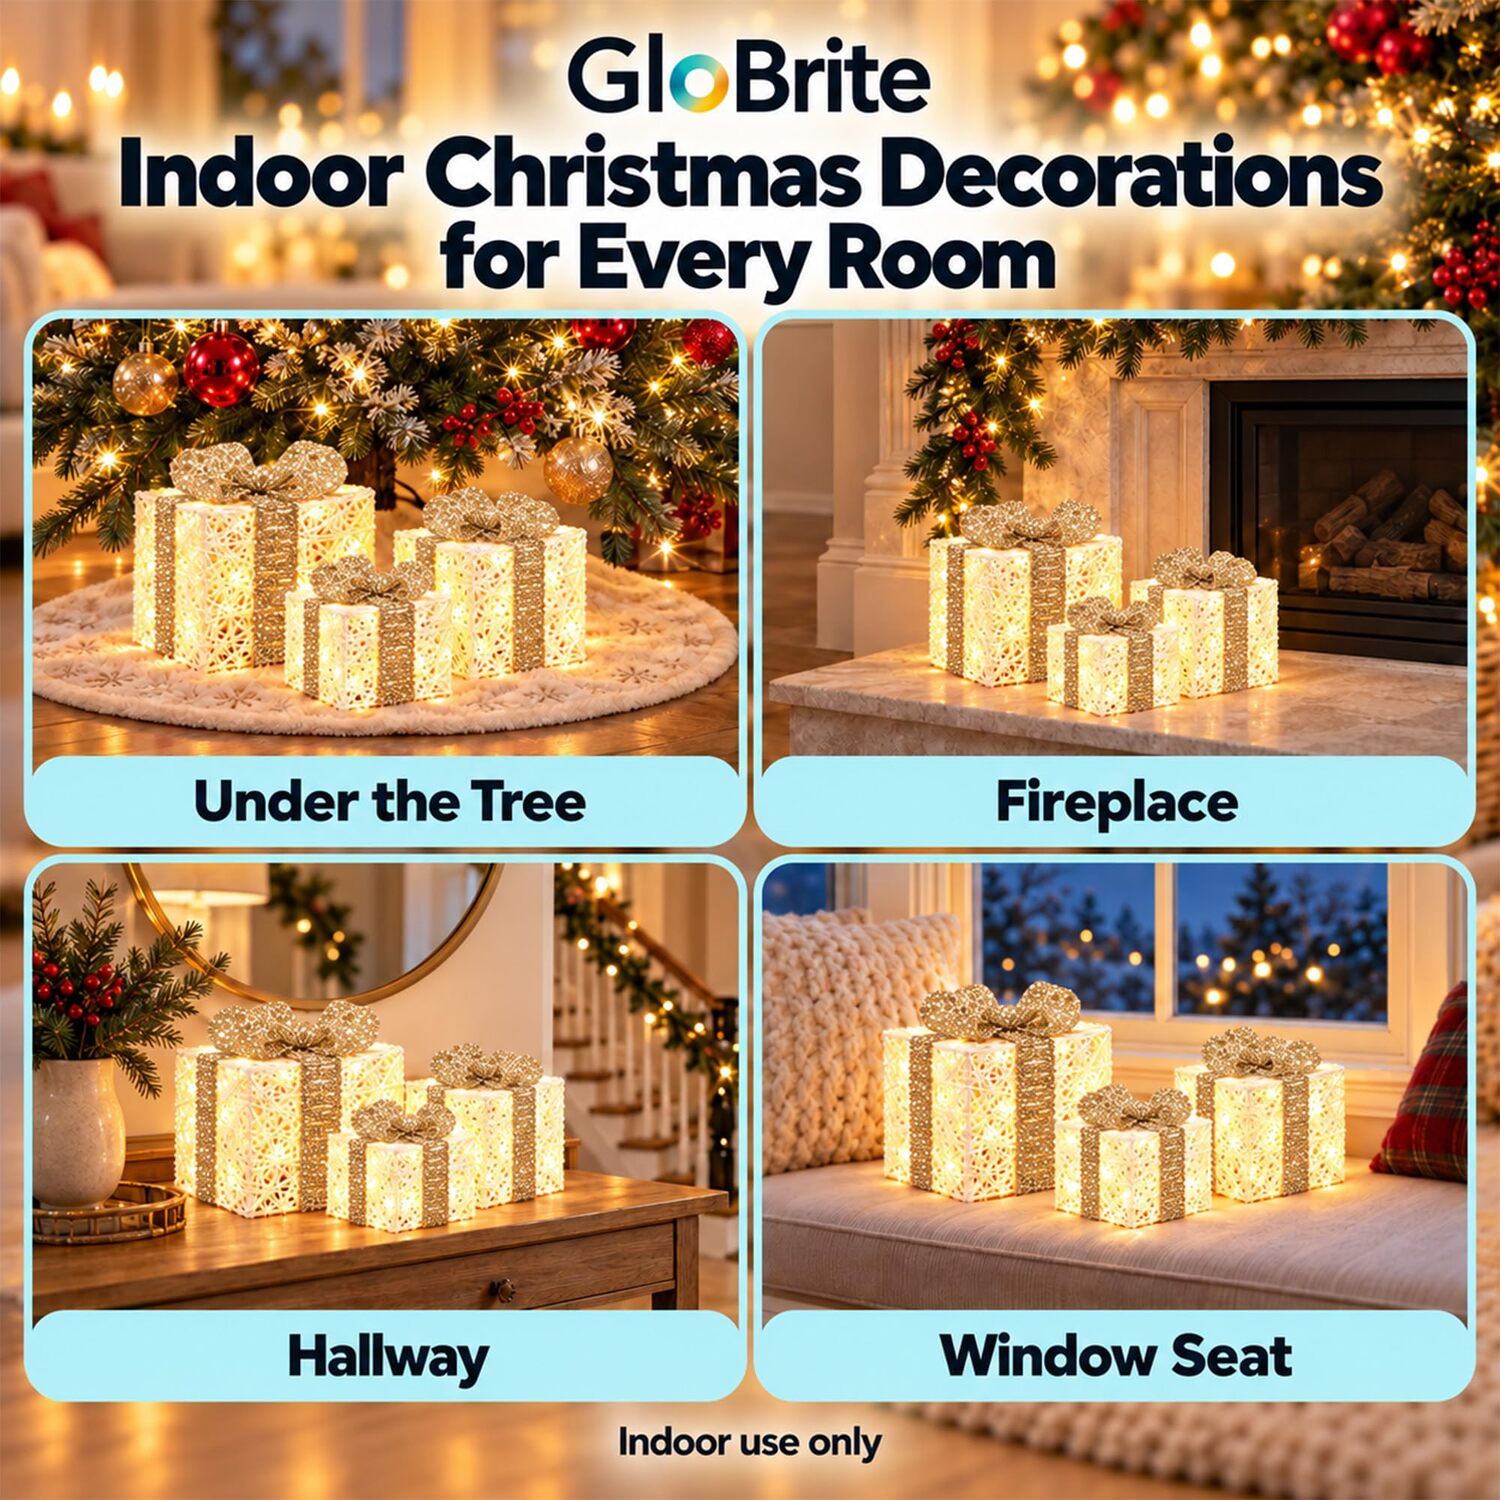 GloBrite
Indoor Christmas Decorations
for Every Room
Under the Tree
Fireplace
Hallway
Window Seat
Indoor use only